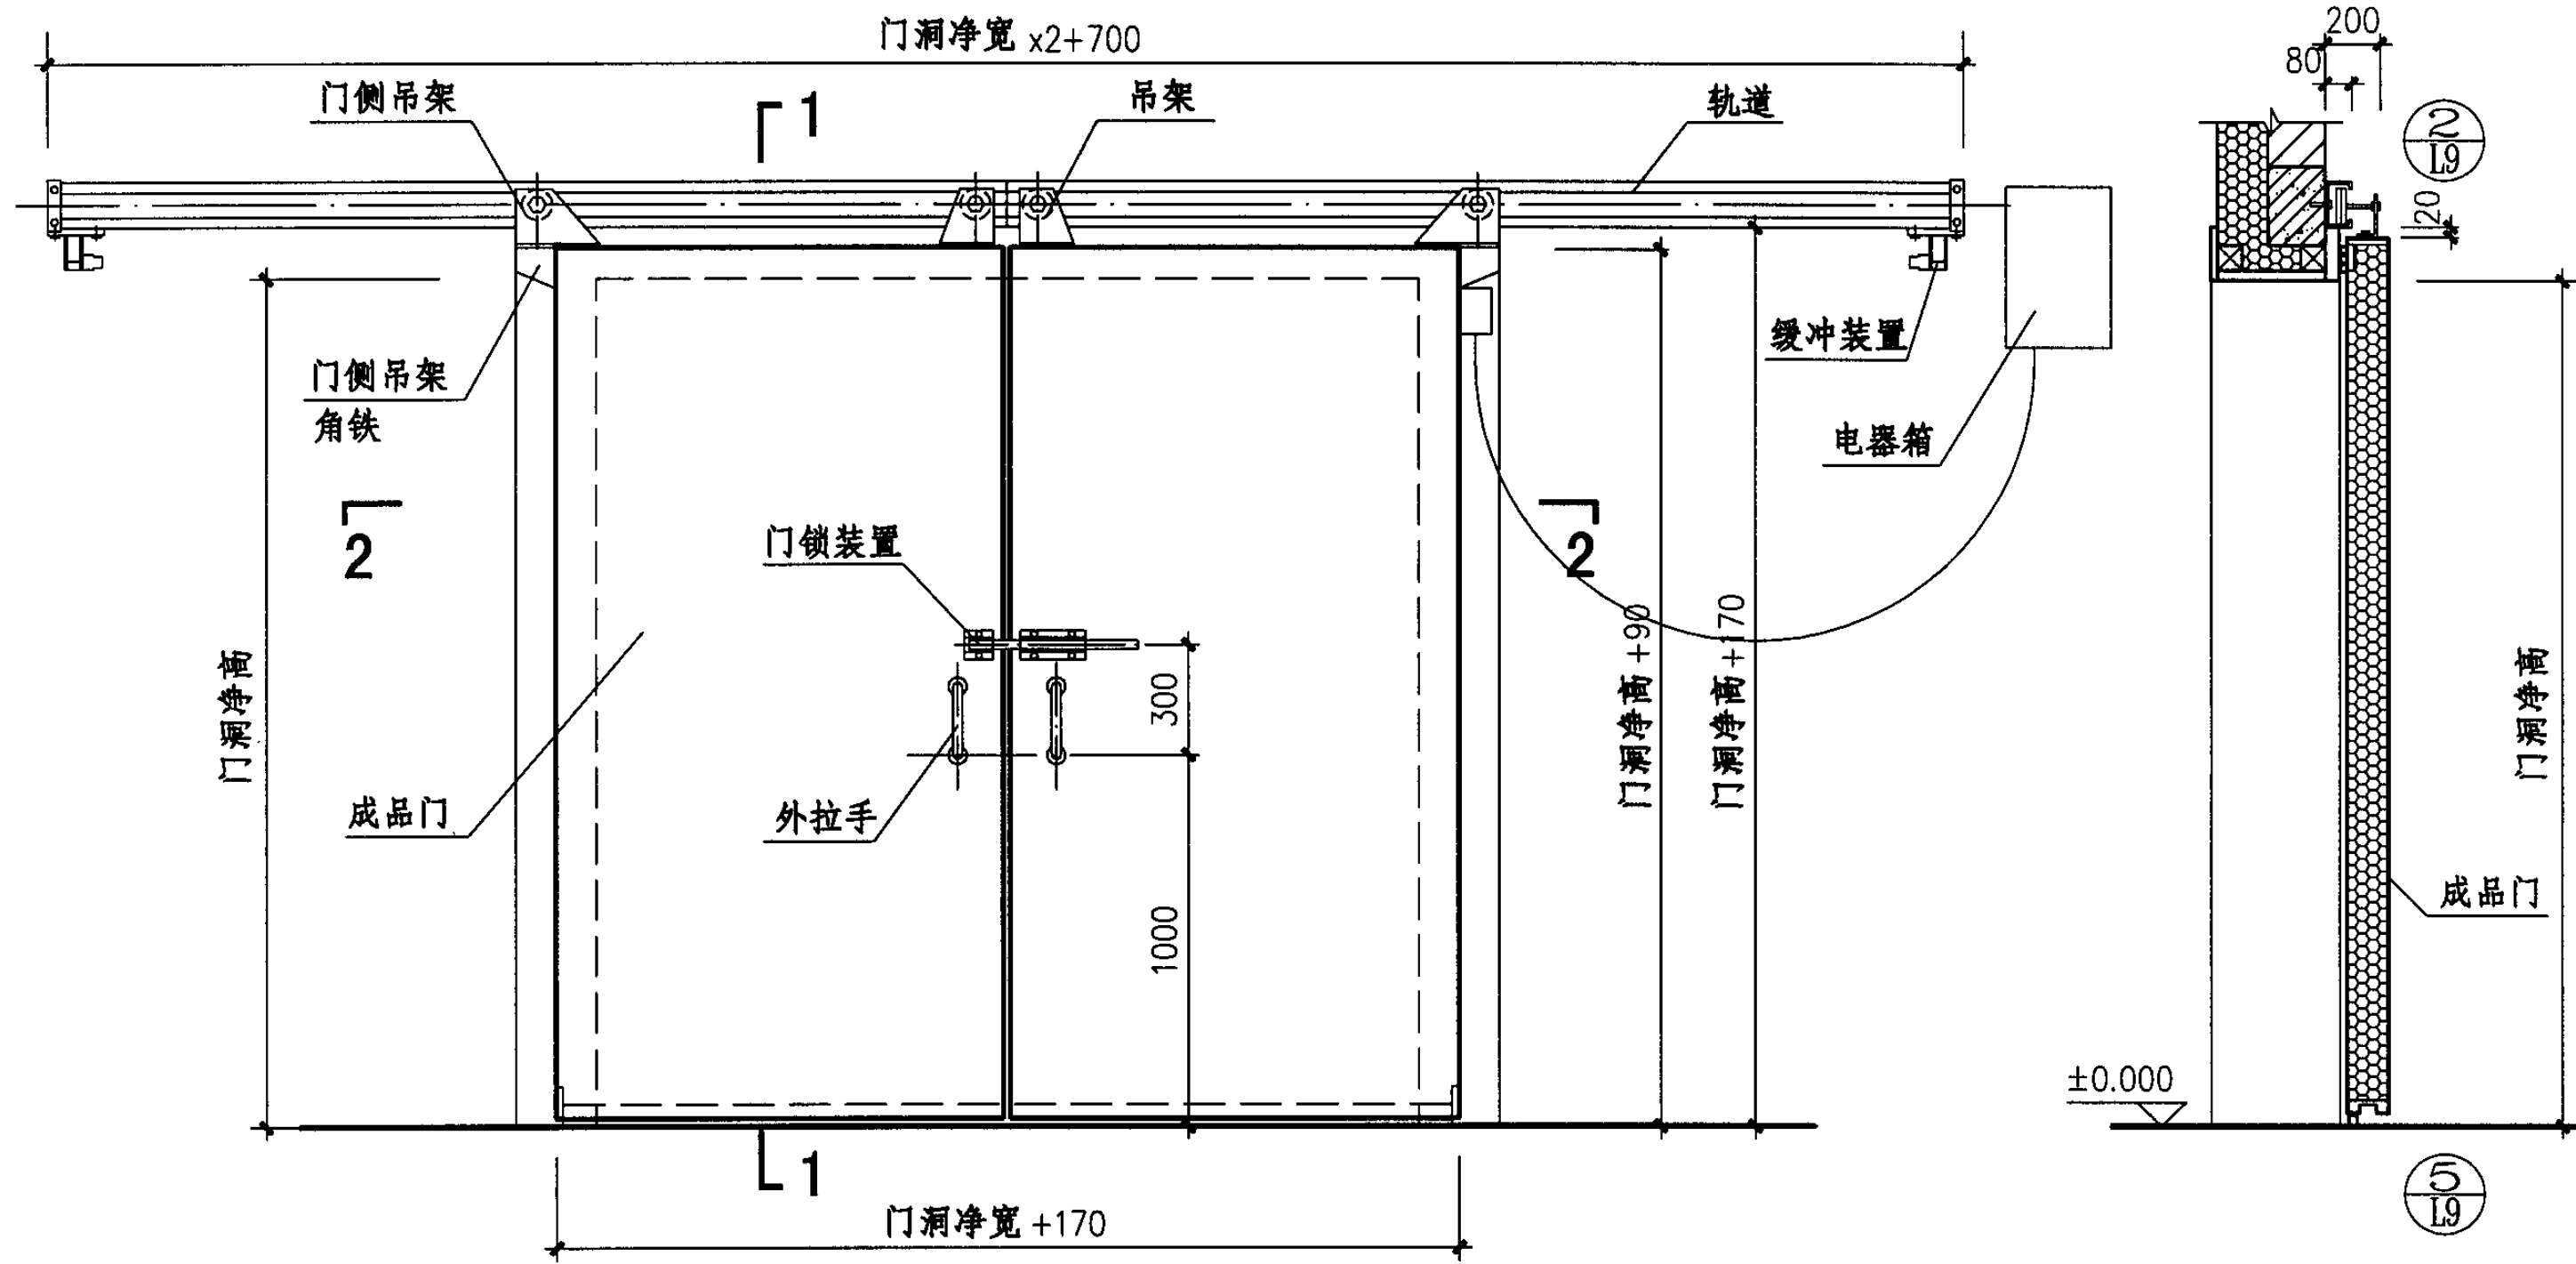 门洞净宽 x2+700
200
80
门侧吊架
1
吊架
轨道
2
L9
20
门侧吊架
角铁
缓冲装置
电器箱
2
2
门锁装置
门洞净高
300
门洞净高 +90
门洞净高 +170
门洞净高
成品门
外拉手
1000
成品门
±0.000
1
门洞净宽 +170
5
L9